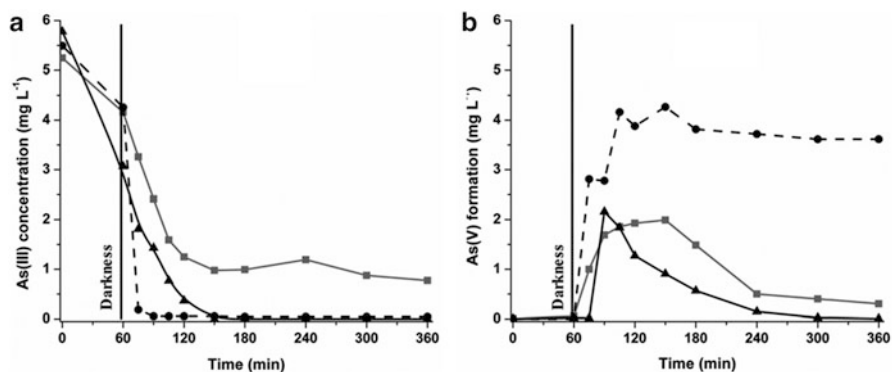 a
b
As(III) concentration (mg L⁻¹)
6
5
4
3
2
1
0
Darkness
0 60 120 180 240 300 360
Time (min)
As(V) formation (mg L⁻)
6
5
4
3
2
1
0
Darkness
0 60 120 180 240 300 360
Time (min)